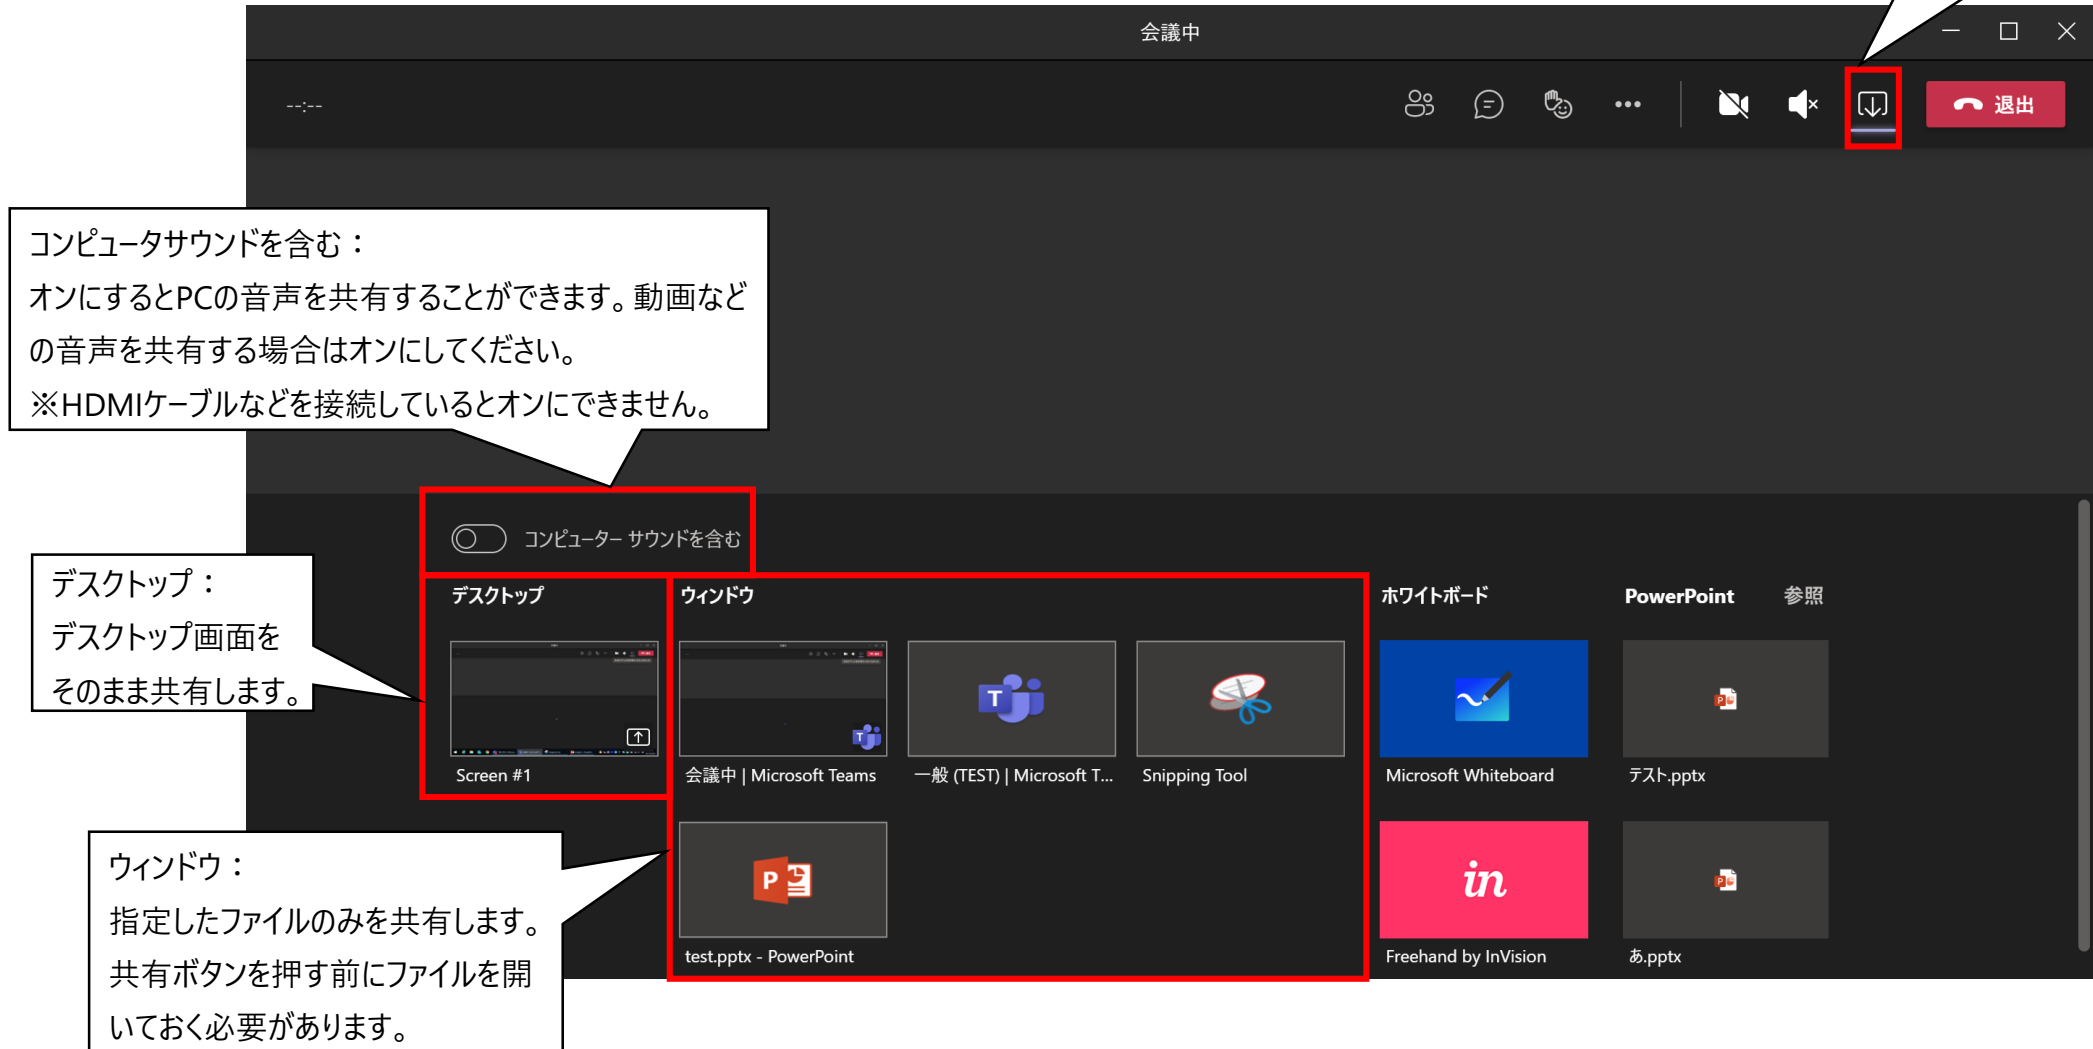 会議中
--:--
退出
コンピュータサウンドを含む：
オンにするとPCの音声を共有することができます。動画など
の音声を共有する場合はオンにしてください。
※HDMIケーブルなどを接続しているとオンにできません。
コンピューター サウンドを含む
デスクトップ：
デスクトップ画面を
そのまま共有します。
デスクトップ
ウィンドウ
ホワイトボード
PowerPoint 参照
Screen #1
会議中 | Microsoft Teams
一般 (TEST) | Microsoft T...
Snipping Tool
Microsoft Whiteboard
テスト.pptx
ウィンドウ：
指定したファイルのみを共有します。
共有ボタンを押す前にファイルを開
いておく必要があります。
in
test.pptx - PowerPoint
Freehand by InVision
あ.pptx